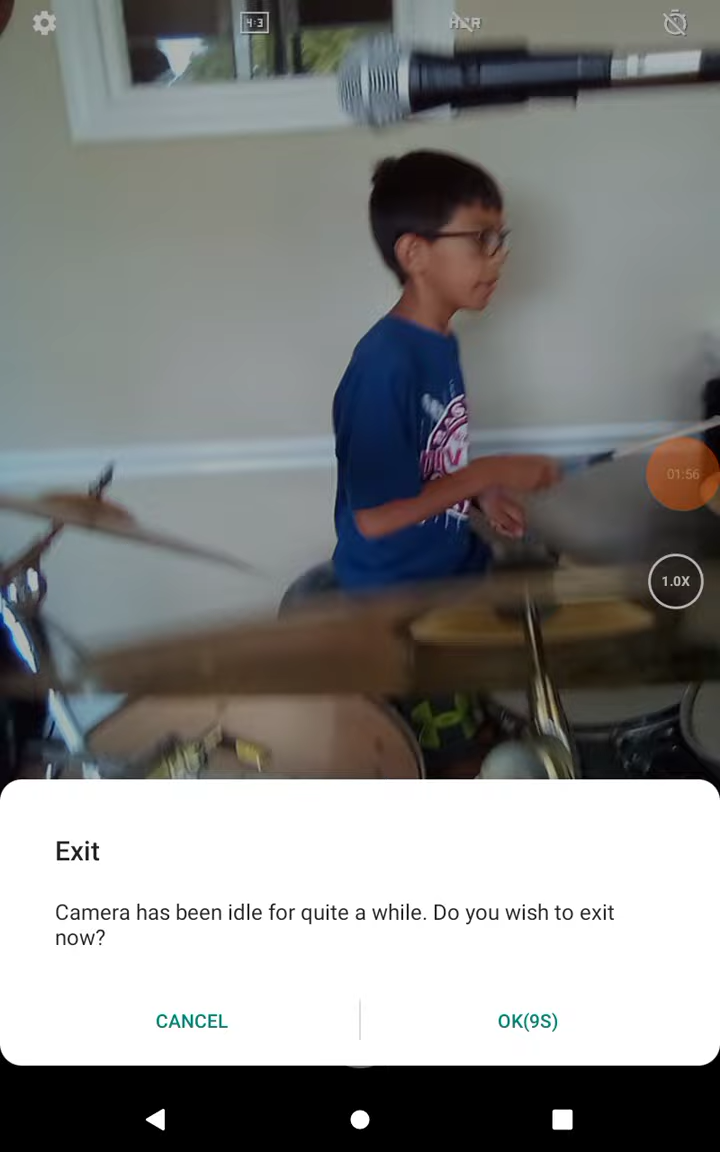 4:3
HDR
01:56
1.0X
Exit
Camera has been idle for quite a while. Do you wish to exit
now?
CANCEL
OK(9S)